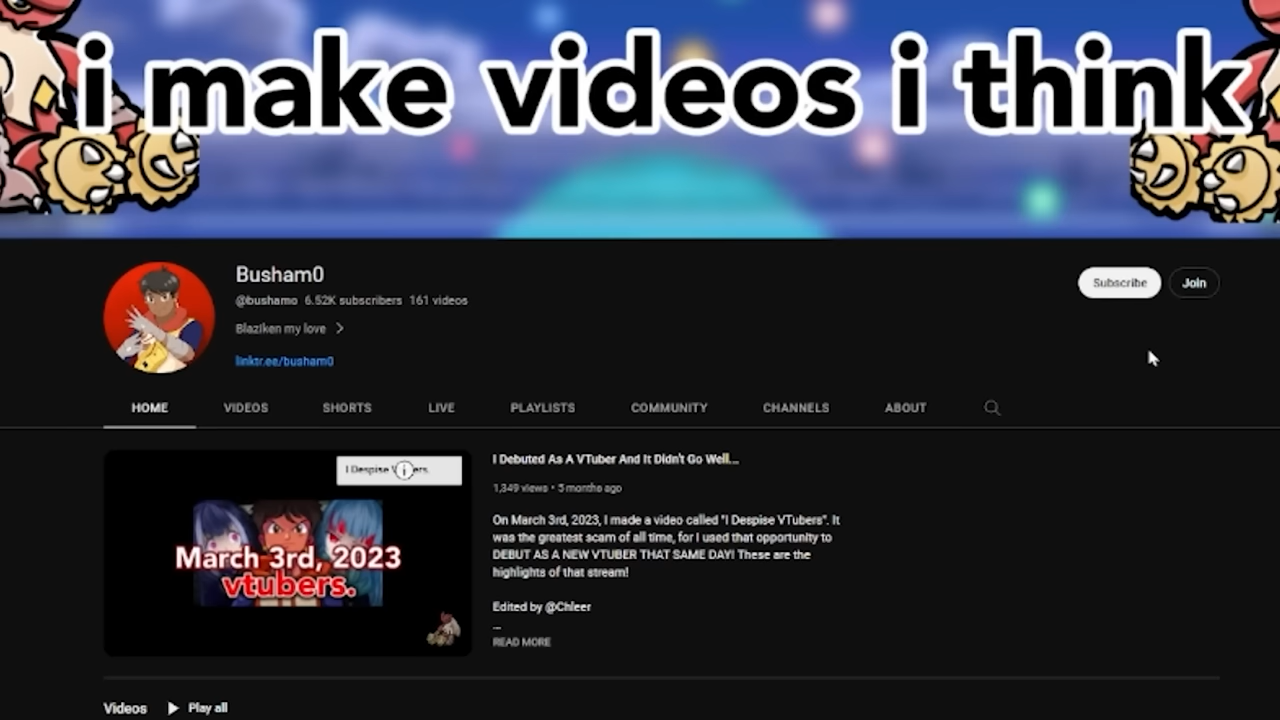 i make videos i think
Busham0
@bushamo 6.52K subscribers 161 videos
Blaziken my love
linktr.ee/busham0
Subscribe
Join
HOME
VIDEOS
SHORTS
LIVE
PLAYLISTS
COMMUNITY
CHANNELS
ABOUT
I Despise
March 3rd, 2023
vtubers.
I Debuted As A VTuber And It Didn't Go Well...
1,349 views • 5 months ago
On March 3rd, 2023, I made a video called "I Despise VTubers". It
was the greatest scam of all time, for I used that opportunity to
DEBUT AS A NEW VTUBER THAT SAME DAY! These are the
highlights of that stream!
Edited by @Chleer
...
READ MORE
Videos
Play all